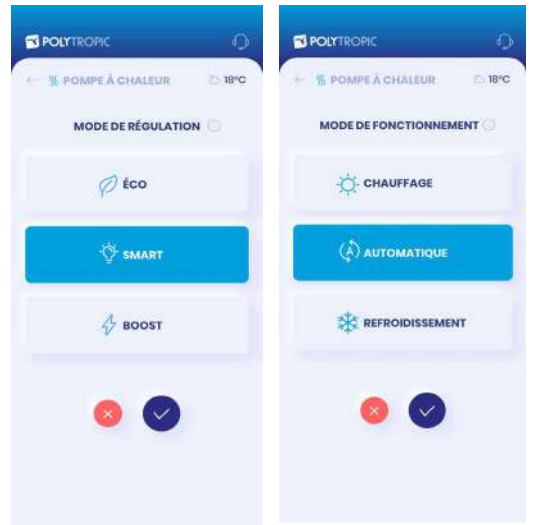 POLYTROPIC
POMPE À CHALEUR 18°C
MODE DE RÉGULATION
ÉCO
SMART
BOOST
POLYTROPIC
POMPE À CHALEUR 18°C
MODE DE FONCTIONNEMENT
CHAUFFAGE
A AUTOMATIQUE
REFROIDISSEMENT